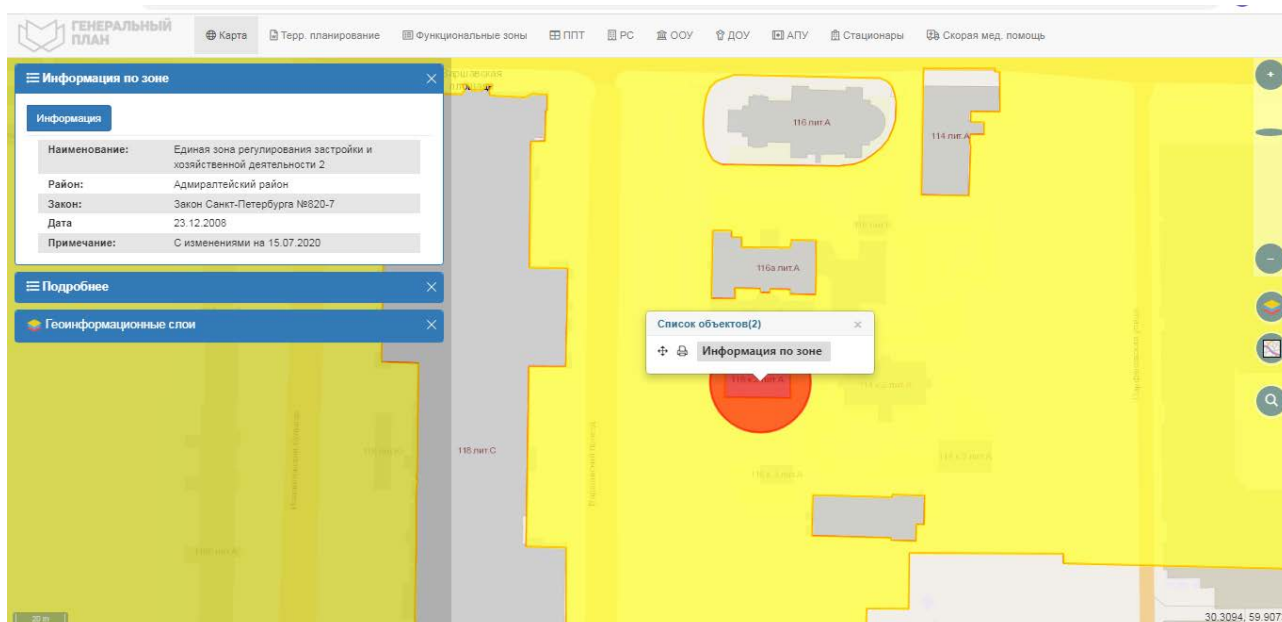 ГЕНЕРАЛЬНЫЙ
ПЛАН
Карта
Терр. планирование
Функциональные зоны
ППТ
РС
ООУ
ДОУ
АПУ
Стационары
Скорая мед. помощь
Информация по зоне
Информация
Наименование: Единая зона регулирования застройки и
хозяйственной деятельности 2
Район: Адмиралтейский район
Закон: Закон Санкт-Петербурга №820-7
Дата 23.12.2008
Примечание: С изменениями на 15.07.2020
Подробнее
Геоинформационные слои
116 лит.А
114 лит.А
116а лит.А
Список объектов(2)
Информация по зоне
118 лит.С
20 m
30.3094, 59.907